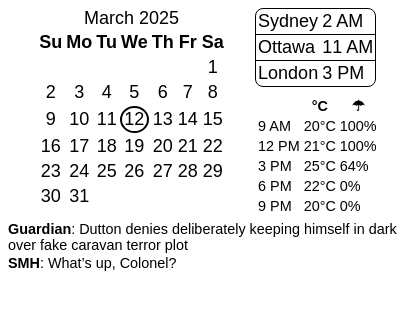 March 2025
Su Mo Tu We Th Fr Sa
1
2 3 4 5 6 7 8
9 10 11 12 13 14 15
16 17 18 19 20 21 22
23 24 25 26 27 28 29
30 31
Sydney 2 AM
Ottawa 11 AM
London 3 PM
°C ☂
9 AM 20°C 100%
12 PM 21°C 100%
3 PM 25°C 64%
6 PM 22°C 0%
9 PM 20°C 0%
Guardian: Dutton denies deliberately keeping himself in dark
over fake caravan terror plot
SMH: What’s up, Colonel?